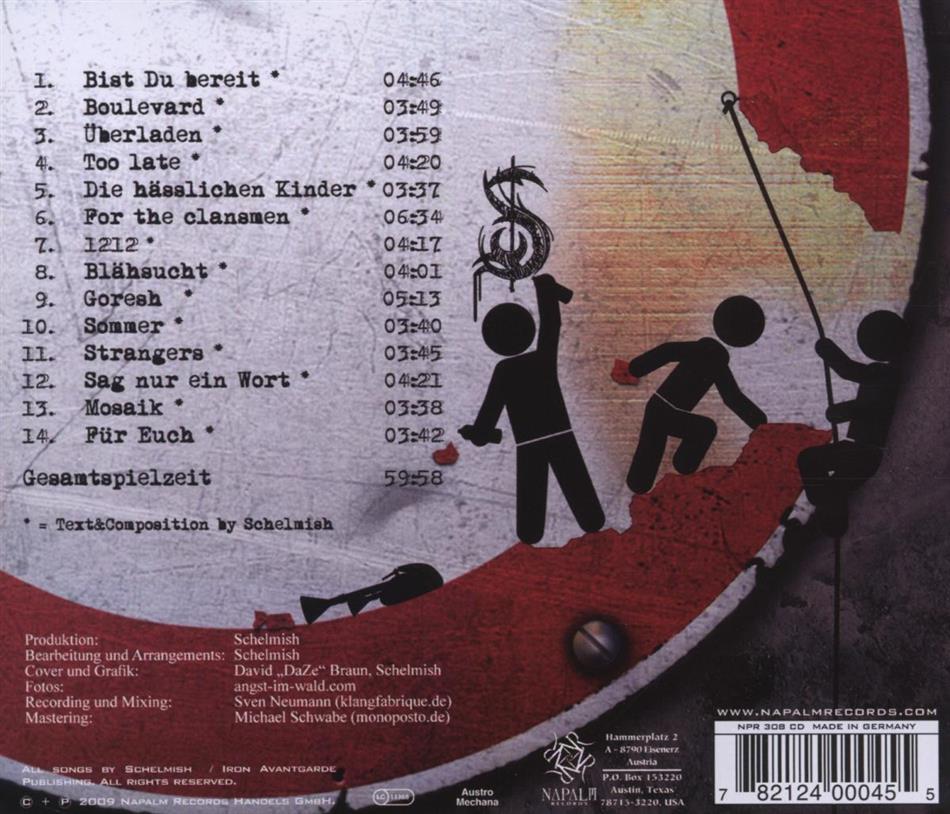 1. Bist Du bereit * 04:46
2. Boulevard * 03:49
3. Überladen * 03:59
4. Too late * 04:20
5. Die hässlichen Kinder * 03:37
6. For the clansmen * 06:34
7. 1212 * 04:17
8. Blähsucht * 04:01
9. Goresh * 05:13
10. Sommer * 03:40
11. Strangers * 03:45
12. Sag nur ein Wort * 04:21
13. Mosaik * 03:38
14. Für Euch * 03:42
Gesamtspielzeit 59:58
* = Text&Composition by Schelmish
Produktion: Schelmish
Bearbeitung und Arrangements: Schelmish
Cover und Grafik: David „DaZe“ Braun, Schelmish
Fotos: angst-im-wald.com
Recording und Mixing: Sven Neumann (klangfabrique.de)
Mastering: Michael Schwabe (monoposto.de)
All songs by Schelmish / Iron Avantgarde
Publishing. All rights reserved.
© + ℗ 2009 Napalm Records Handels GmbH.
LC
Austro
Mechana
NAPALM
RECORDS
Hammerplatz 2
A - 8790 Eisenerz
Austria
P.O. Box 153220
Austin, Texas
78715-3220, USA
WWW.NAPALMRECORDS.COM
NPR 308 CD MADE IN GERMANY
7 82124 00045 5